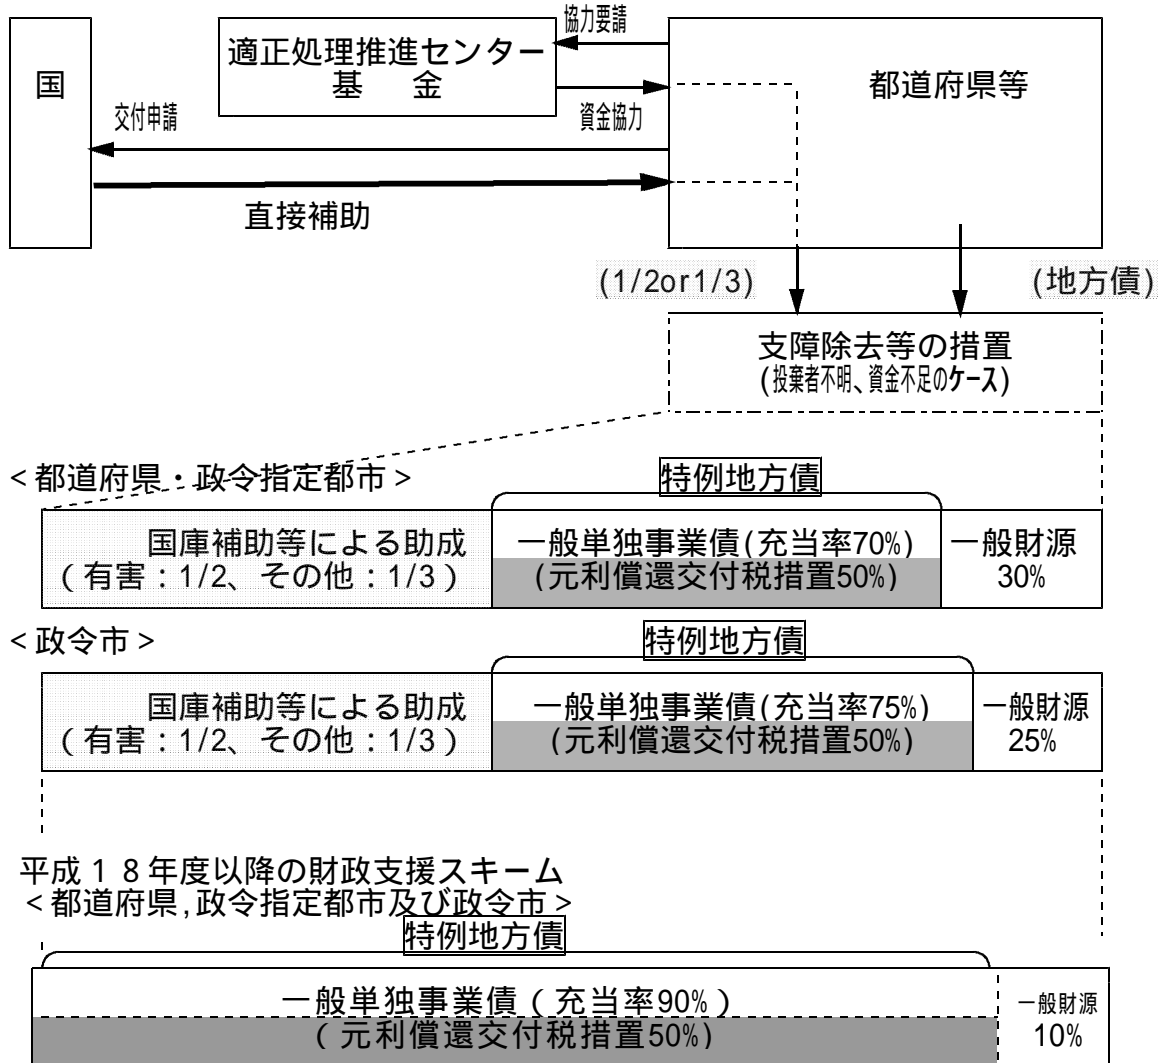 協力要請
適正処理推進センター
基　金
国
都道府県等
交付申請
資金協力
直接補助
(1/2or1/3)
(地方債)
支障除去等の措置
(投棄者不明、資金不足のケース)
<都道府県・政令指定都市>
特例地方債
国庫補助等による助成
(有害：1/2、その他：1/3)
一般単独事業債(充当率70%)
(元利償還交付税措置50%)
一般財源
30%
<政令市>
特例地方債
国庫補助等による助成
(有害：1/2、その他：1/3)
一般単独事業債(充当率75%)
(元利償還交付税措置50%)
一般財源
25%
平成１８年度以降の財政支援スキーム
<都道府県,政令指定都市及び政令市>
特例地方債
一般単独事業債（充当率90%）
（元利償還交付税措置50%)
一般財源
10%